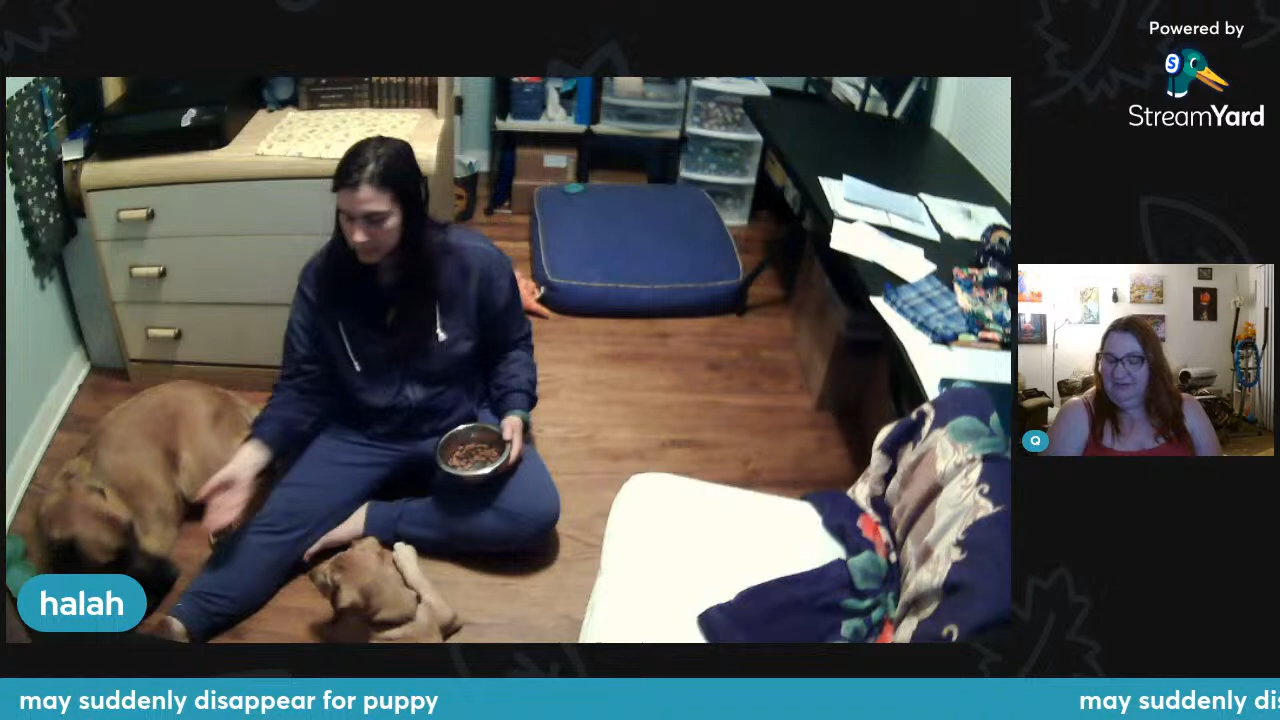 Powered by
S
StreamYard
Q
halah
may suddenly disappear for puppy
may suddenly dis